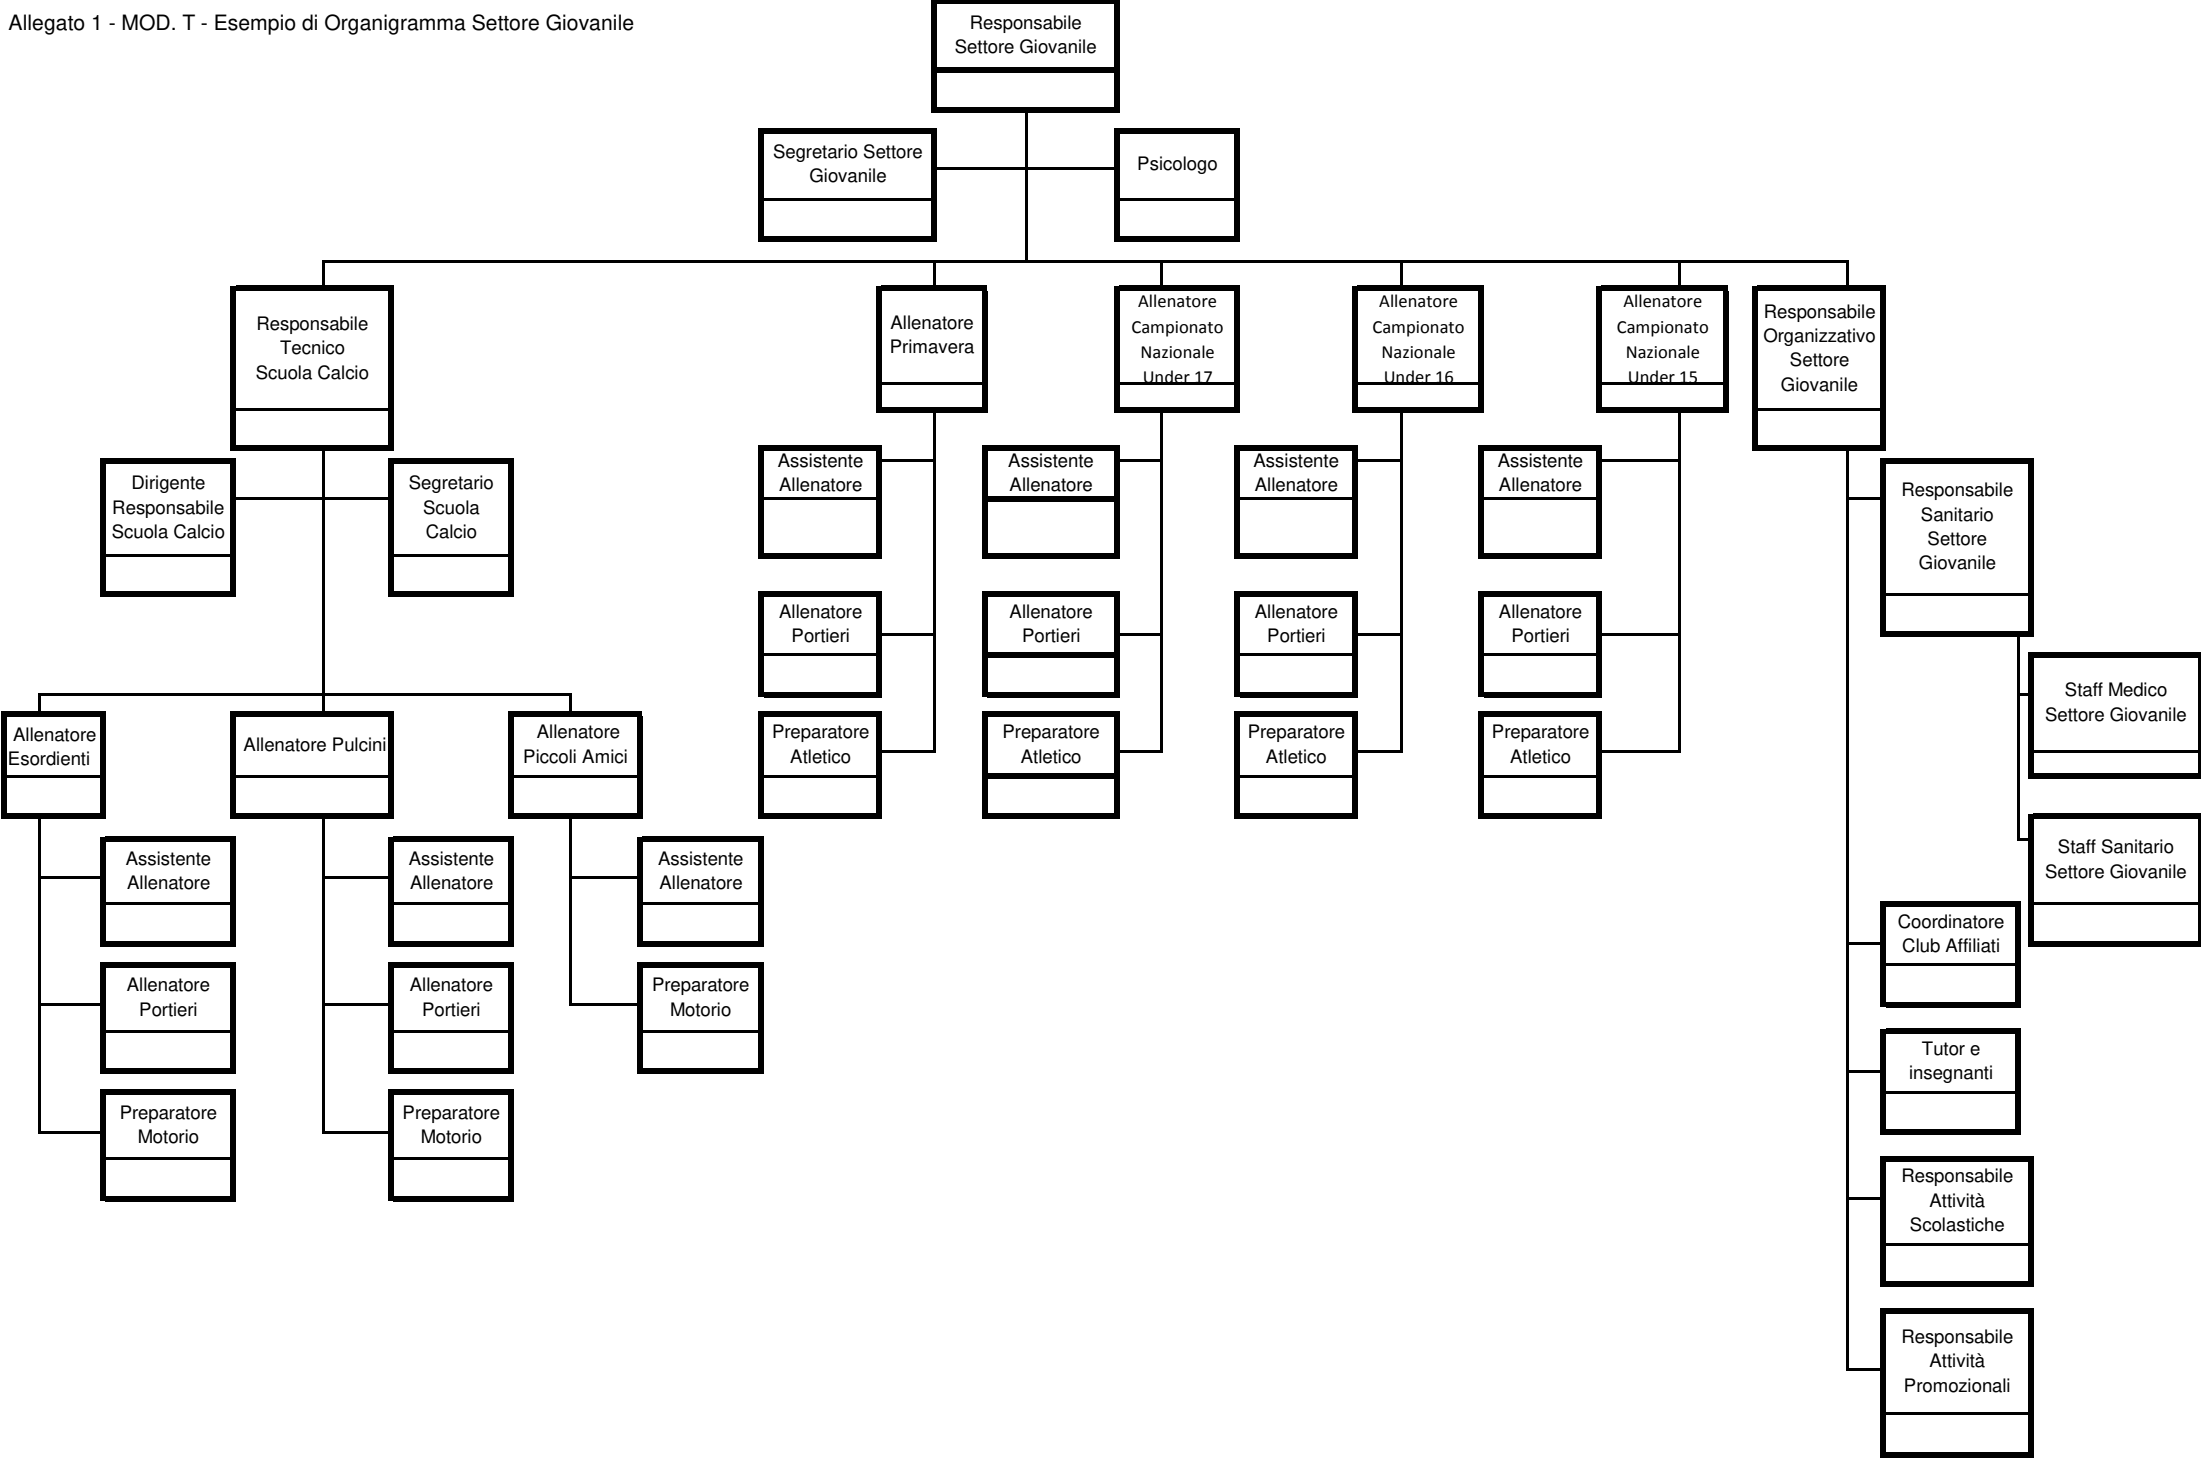 Allegato 1 - MOD. T - Esempio di Organigramma Settore Giovanile
Responsabile
Settore Giovanile
Segretario Settore
Giovanile
Psicologo
Responsabile
Tecnico
Scuola Calcio
Allenatore
Primavera
Allenatore
Campionato
Nazionale
Under 17
Allenatore
Campionato
Nazionale
Under 16
Allenatore
Campionato
Nazionale
Under 15
Responsabile
Organizzativo
Settore
Giovanile
Dirigente
Responsabile
Scuola Calcio
Segretario
Scuola
Calcio
Assistente
Allenatore
Assistente
Allenatore
Assistente
Allenatore
Assistente
Allenatore
Responsabile
Sanitario
Settore
Giovanile
Allenatore
Portieri
Allenatore
Portieri
Allenatore
Portieri
Allenatore
Portieri
Staff Medico
Settore Giovanile
Allenatore
Esordienti
Allenatore Pulcini
Allenatore
Piccoli Amici
Preparatore
Atletico
Preparatore
Atletico
Preparatore
Atletico
Preparatore
Atletico
Staff Sanitario
Settore Giovanile
Assistente
Allenatore
Assistente
Allenatore
Assistente
Allenatore
Coordinatore
Club Affiliati
Allenatore
Portieri
Allenatore
Portieri
Preparatore
Motorio
Tutor e
insegnanti
Preparatore
Motorio
Preparatore
Motorio
Responsabile
Attività
Scolastiche
Responsabile
Attività
Promozionali